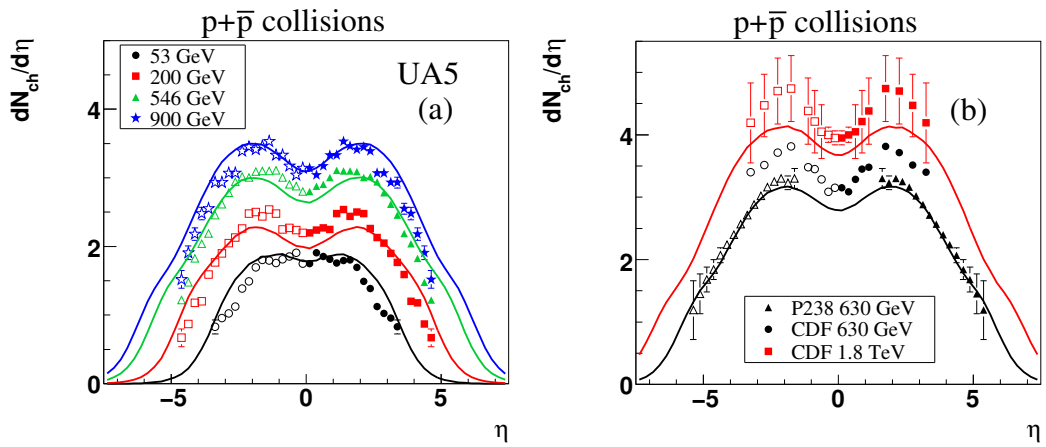 p+p̅ collisions
dN_ch/dη
53 GeV
200 GeV
546 GeV
900 GeV
UA5
(a)
4
2
0
−5
0
5
η
p+p̅ collisions
dN_ch/dη
(b)
P238 630 GeV
CDF 630 GeV
CDF 1.8 TeV
4
2
0
−5
0
5
η